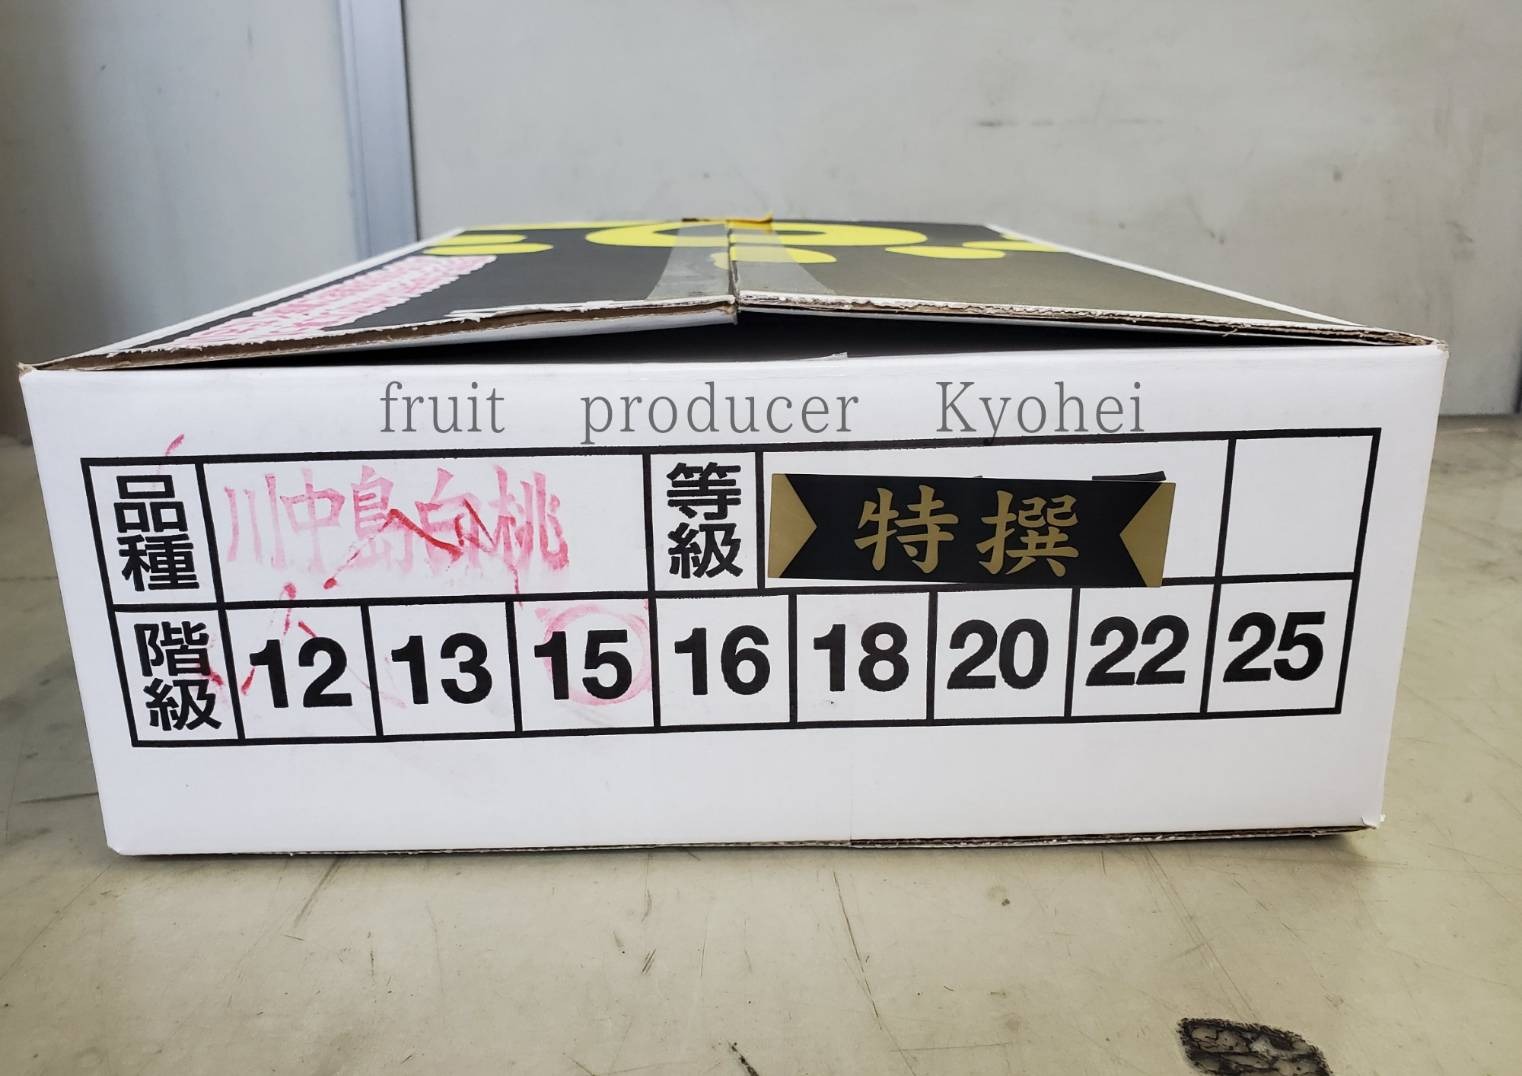 fruit producer Kyohei
品種 川中島白桃 等級 特撰
階級 12 13 15 16 18 20 22 25